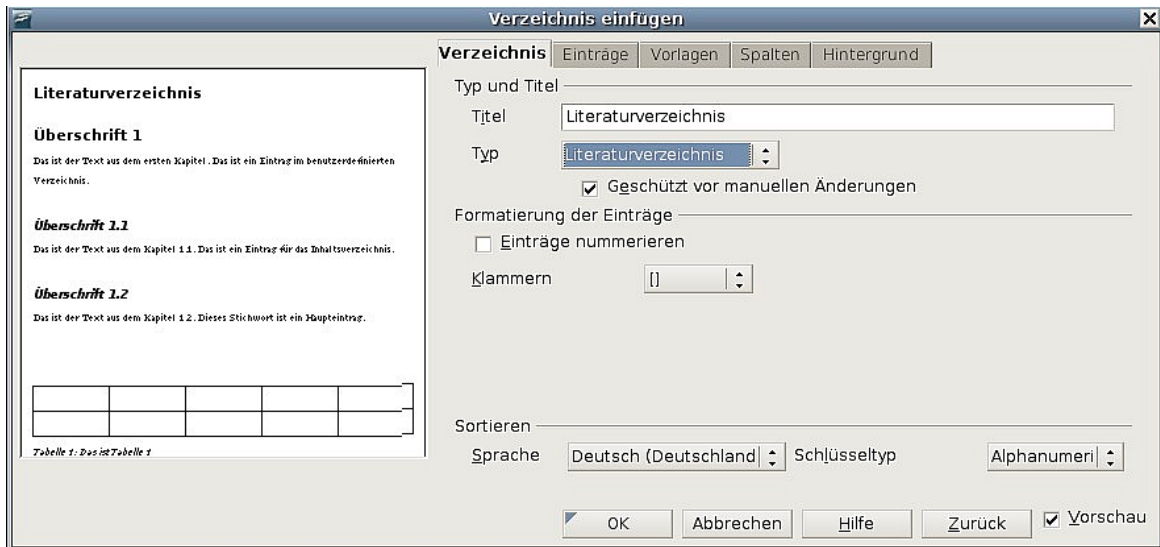 Verzeichnis einfügen
Literaturverzeichnis
Überschrift 1
Das ist der Text aus dem ersten Kapitel. Das ist ein Eintrag im benutzerdefinierten
Verzeichnis.
Überschrift 1.1
Das ist der Text aus dem Kapitel 1.1. Das ist ein Eintrag für das Inhaltsverzeichnis.
Überschrift 1.2
Das ist der Text aus dem Kapitel 1.2. Dieses Stichwort ist ein Haupteintrag.
Tabelle 1: Das ist Tabelle 1
Verzeichnis Einträge Vorlagen Spalten Hintergrund
Typ und Titel
Titel Literaturverzeichnis
Typ Literaturverzeichnis
Geschützt vor manuellen Änderungen
Formatierung der Einträge
Einträge nummerieren
Klammern []
Sortieren
Sprache Deutsch (Deutschland Schlüsseltyp Alphanumeri
OK Abbrechen Hilfe Zurück Vorschau